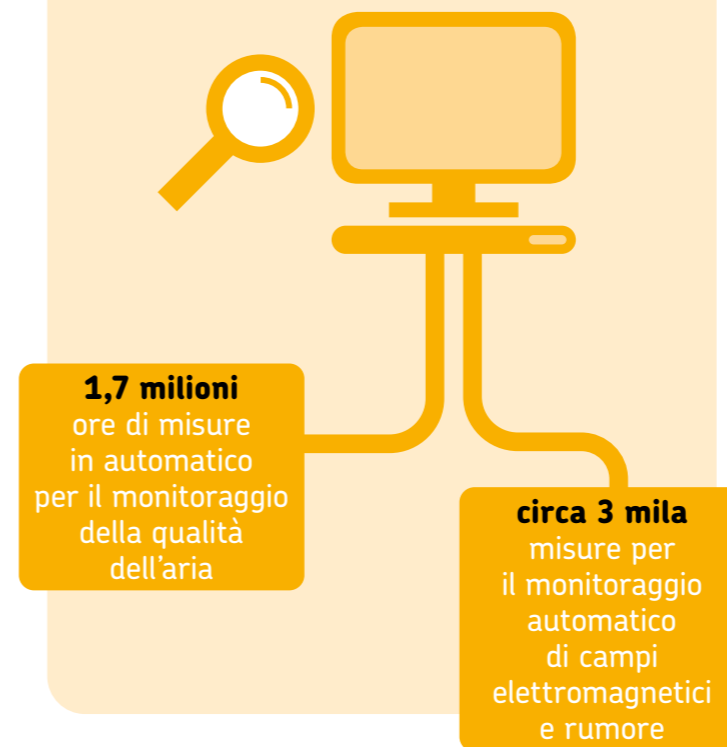 1,7 milioni
ore di misure
in automatico
per il monitoraggio
della qualità
dell’aria
circa 3 mila
misure per
il monitoraggio
automatico
di campi
elettromagnetici
e rumore